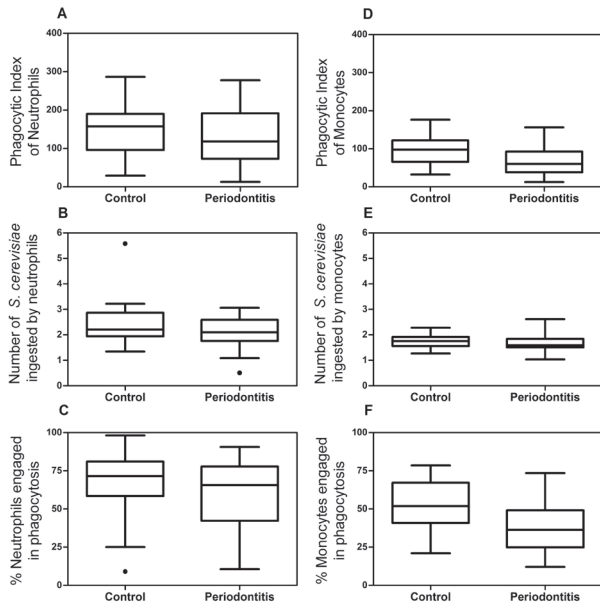 A
Phagocytic Index
of Neutrophils
400
300
200
100
0
Control
Periodontitis
B
Number of S. cerevisiae
ingested by neutrophils
6
5
4
3
2
1
0
Control
Periodontitis
C
% Neutrophils engaged
in phagocytosis
100
75
50
25
0
Control
Periodontitis
D
Phagocytic Index
of Monocytes
400
300
200
100
0
Control
Periodontitis
E
Number of S. cerevisiae
ingested by monocytes
6
5
4
3
2
1
0
Control
Periodontitis
F
% Monocytes engaged
in phagocytosis
100
75
50
25
0
Control
Periodontitis